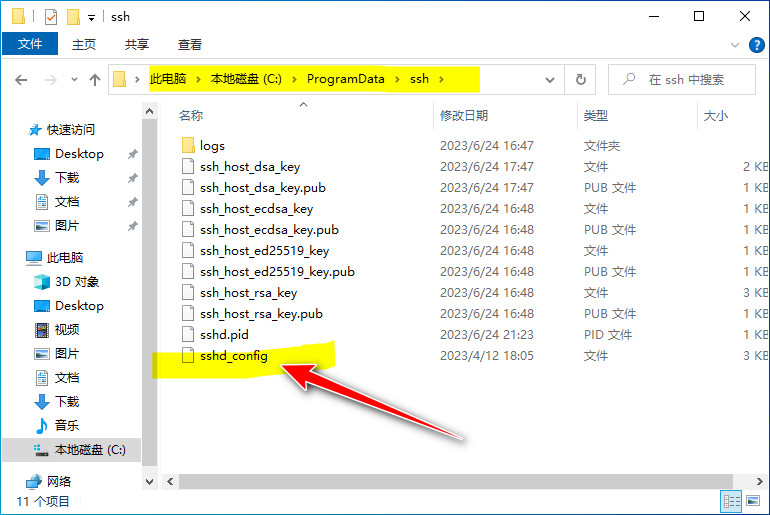 ssh
文件 主页 共享 查看
此电脑 本地磁盘 (C:) ProgramData ssh 在 ssh 中搜索
名称 修改日期 类型 大小
快速访问
Desktop
下载
文档
图片
此电脑
3D 对象
Desktop
视频
图片
文档
下载
音乐
本地磁盘 (C:)
网络
logs 2023/6/24 16:47 文件夹
ssh_host_dsa_key 2023/6/24 17:47 文件 2 KB
ssh_host_dsa_key.pub 2023/6/24 17:47 PUB 文件 1 KB
ssh_host_ecdsa_key 2023/6/24 16:48 文件 1 KB
ssh_host_ecdsa_key.pub 2023/6/24 16:48 PUB 文件 1 KB
ssh_host_ed25519_key 2023/6/24 16:48 文件 1 KB
ssh_host_ed25519_key.pub 2023/6/24 16:48 PUB 文件 1 KB
ssh_host_rsa_key 2023/6/24 16:48 文件 3 KB
ssh_host_rsa_key.pub 2023/6/24 16:48 PUB 文件 1 KB
sshd.pid 2023/6/24 21:23 PID 文件 1 KB
sshd_config 2023/4/12 18:05 文件 3 KB
11 个项目